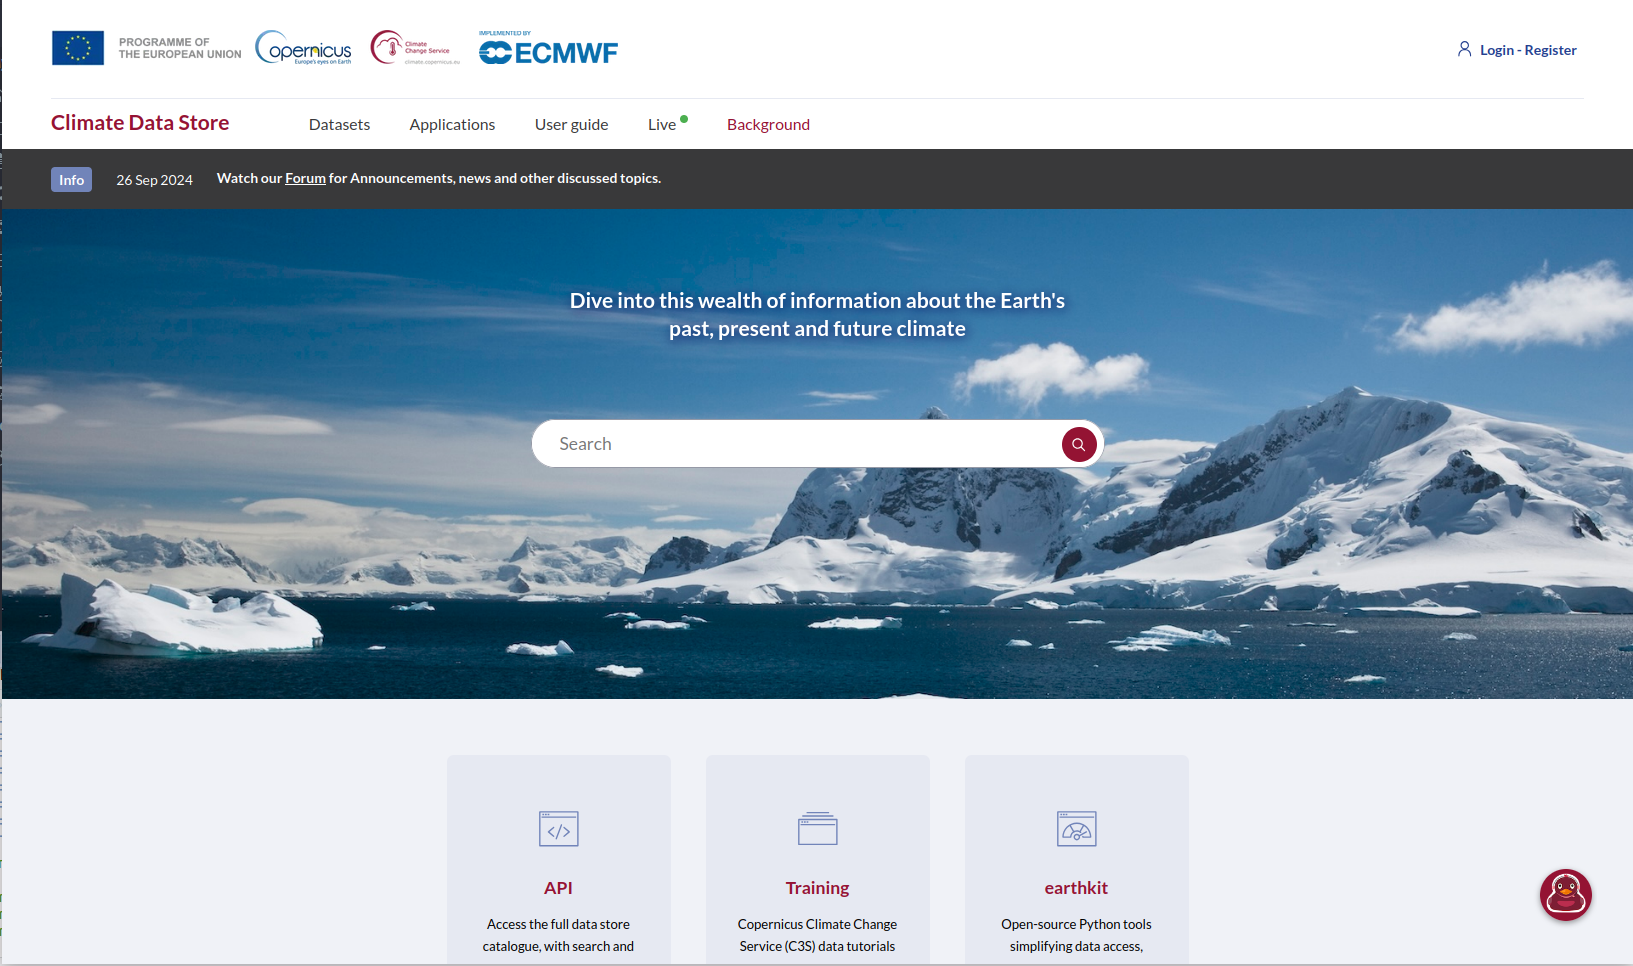 PROGRAMME OF
THE EUROPEAN UNION
opernicus
Europe's eyes on Earth
Climate
Change Service
climate.copernicus.eu
IMPLEMENTED BY
ECMWF
Login - Register
Climate Data Store
Datasets
Applications
User guide
Live
Background
Info
26 Sep 2024
Watch our Forum for Announcements, news and other discussed topics.
Dive into this wealth of information about the Earth's
past, present and future climate
Search
API
Access the full data store
catalogue, with search and
Training
Copernicus Climate Change
Service (C3S) data tutorials
earthkit
Open-source Python tools
simplifying data access,